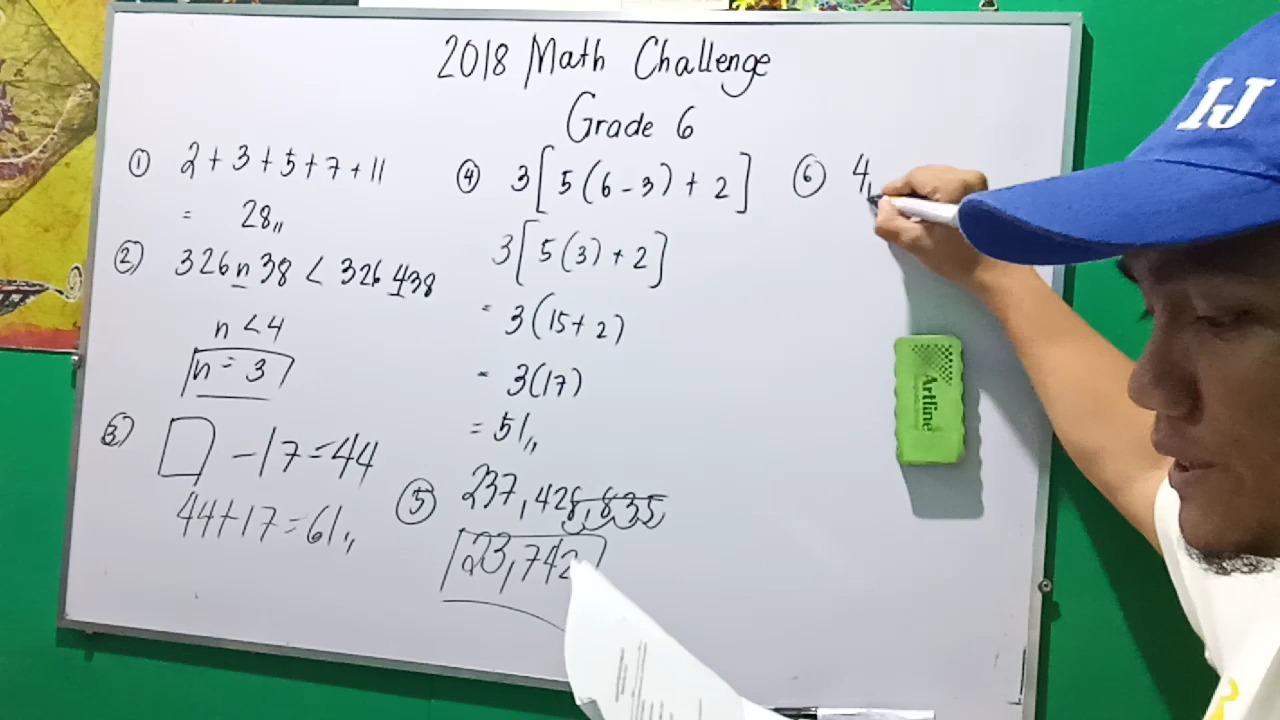 2018 Math Challenge
Grade 6
① 2 + 3 + 5 + 7 + 11
= 28,,
② 326n38 < 326438
n < 4
n = 3
③ □ - 17 = 44
44 + 17 = 61,,
④ 3[5(6 - 3) + 2]
3[5(3) + 2]
= 3(15 + 2)
= 3(17)
= 51,,
⑤ 237,428,835
23,742
⑥ 4,
Artline
IJ